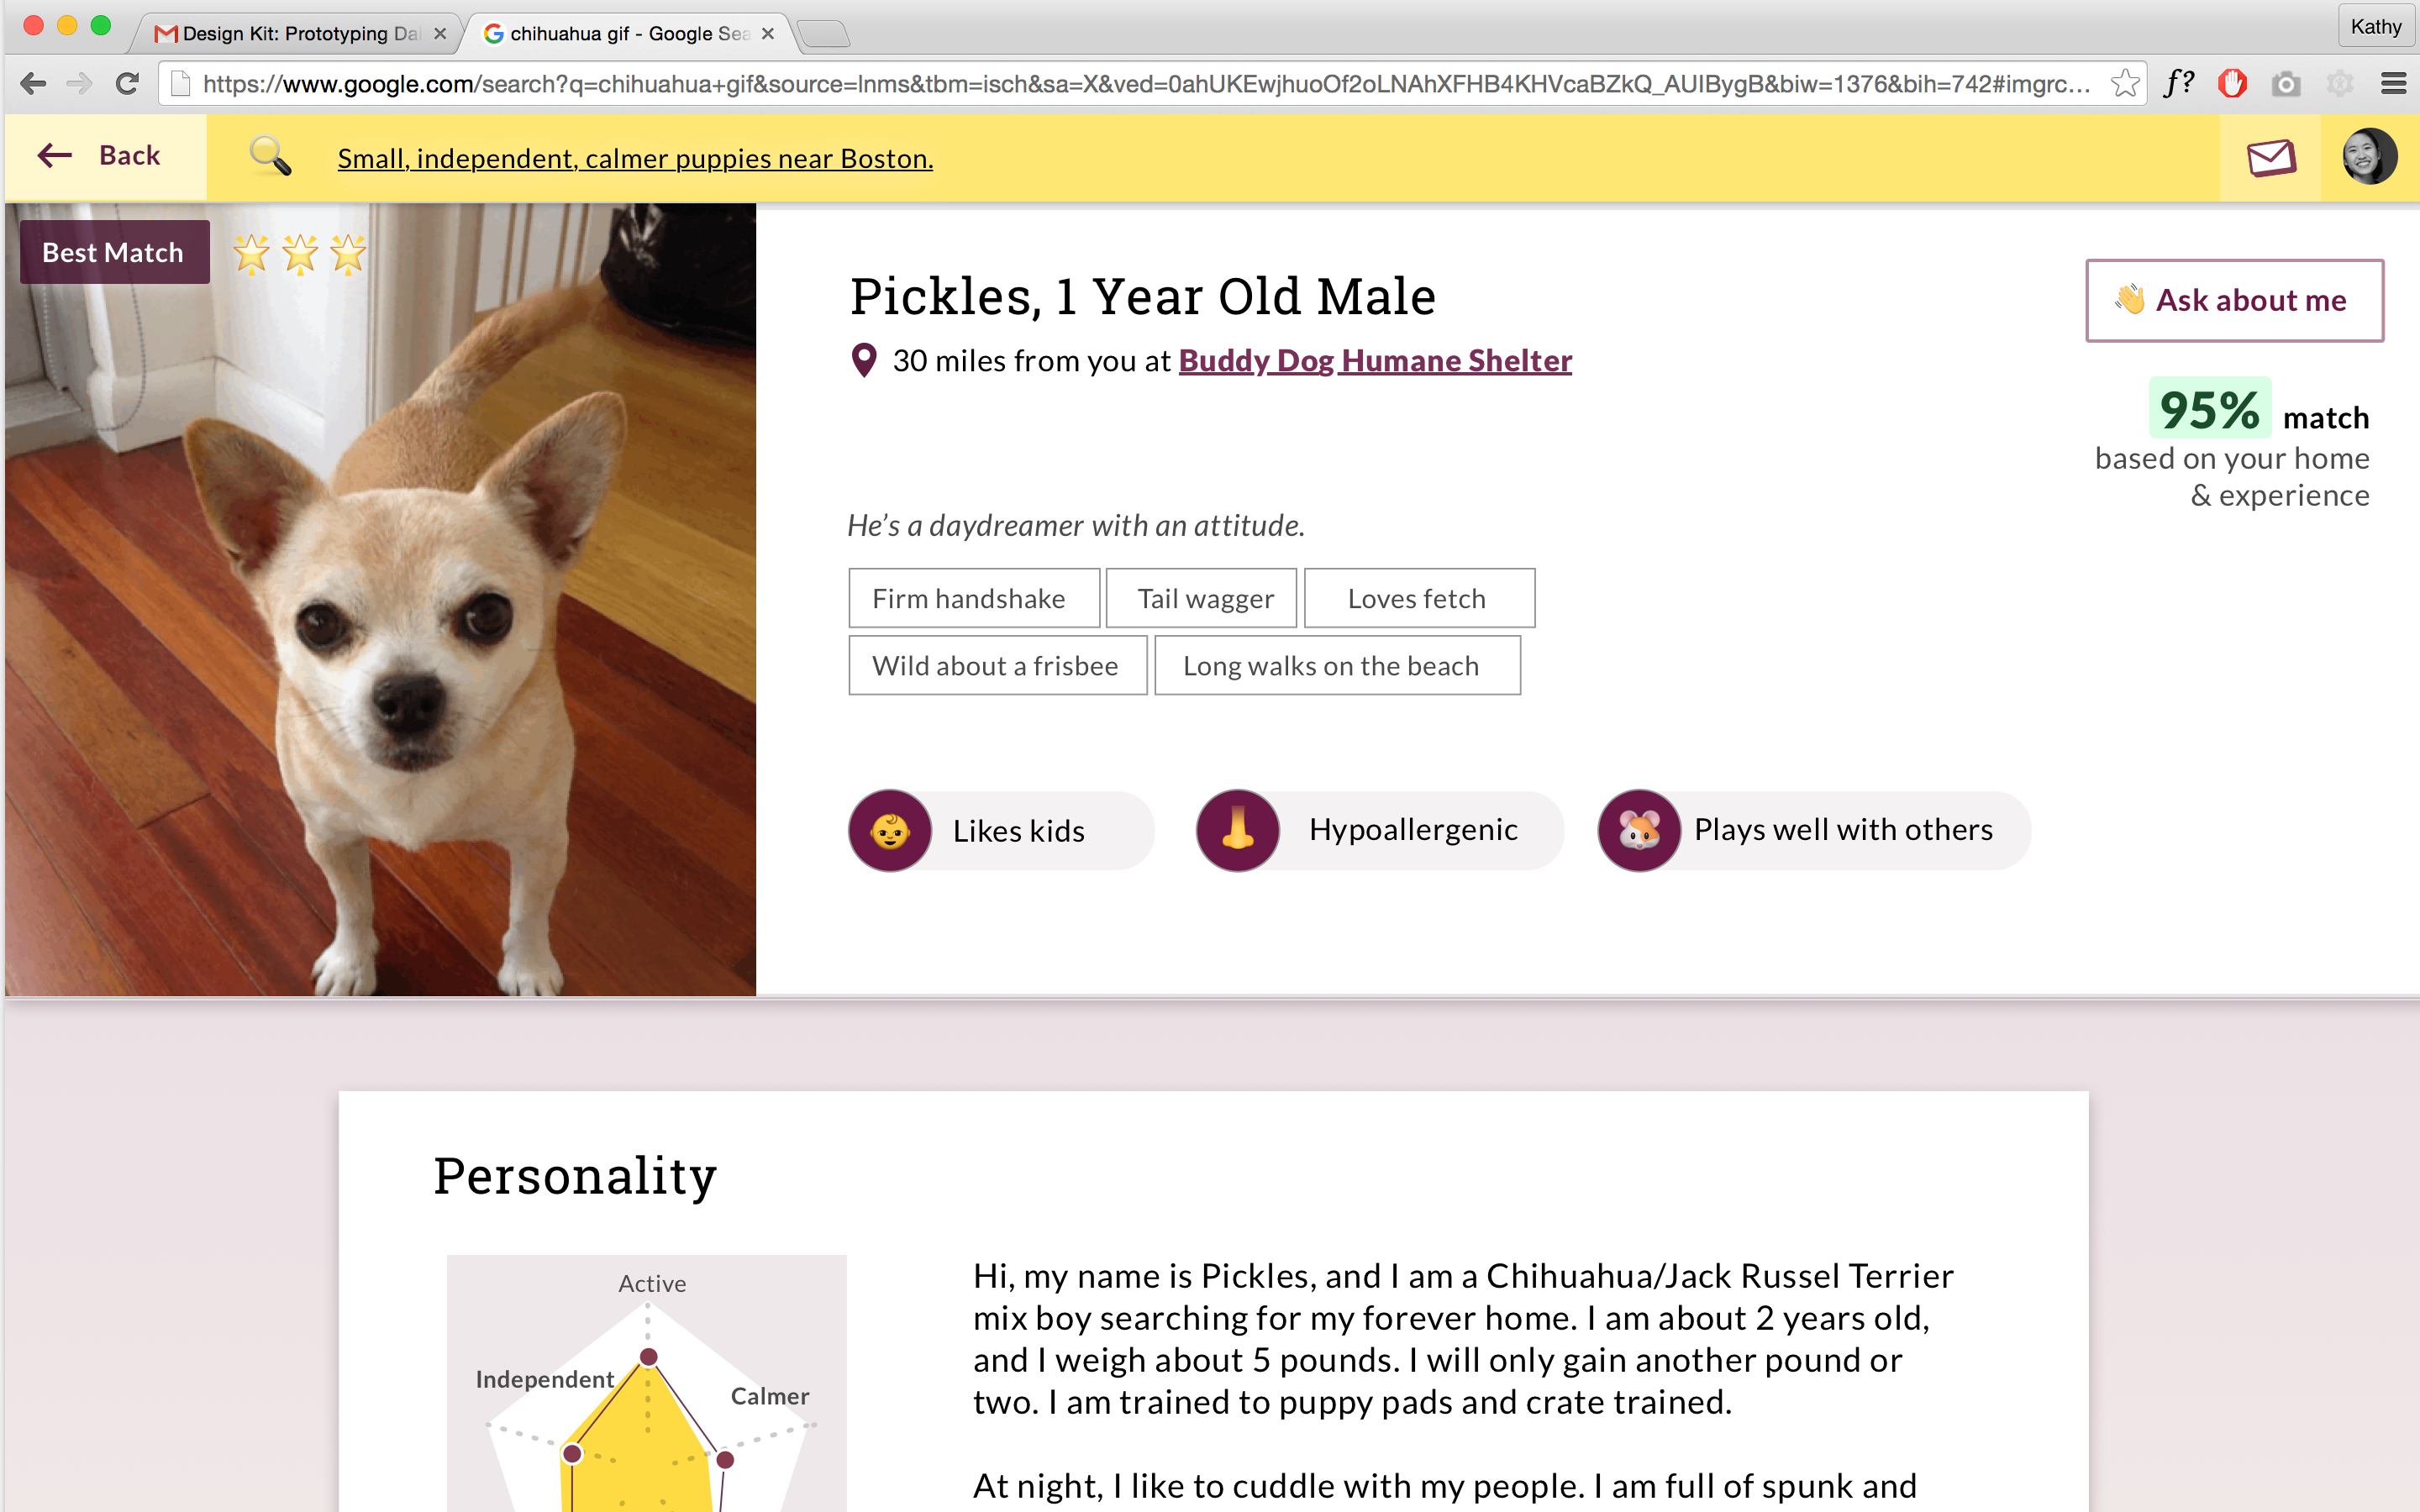 Design Kit: Prototyping Dai
chihuahua gif - Google Sea
Kathy
https://www.google.com/search?q=chihuahua+gif&source=lnms&tbm=isch&sa=X&ved=0ahUKEwjhuoOf2oLNAhXFHB4KHVcaBZkQ_AUIBygB&biw=1376&bih=742#imgrc...
f?
Back
Small, independent, calmer puppies near Boston.
Best Match
Pickles, 1 Year Old Male
Ask about me
30 miles from you at Buddy Dog Humane Shelter
95% match
based on your home
& experience
He’s a daydreamer with an attitude.
Firm handshake
Tail wagger
Loves fetch
Wild about a frisbee
Long walks on the beach
Likes kids
Hypoallergenic
Plays well with others
Personality
Active
Independent
Calmer
Hi, my name is Pickles, and I am a Chihuahua/Jack Russel Terrier
mix boy searching for my forever home. I am about 2 years old,
and I weigh about 5 pounds. I will only gain another pound or
two. I am trained to puppy pads and crate trained.
At night, I like to cuddle with my people. I am full of spunk and